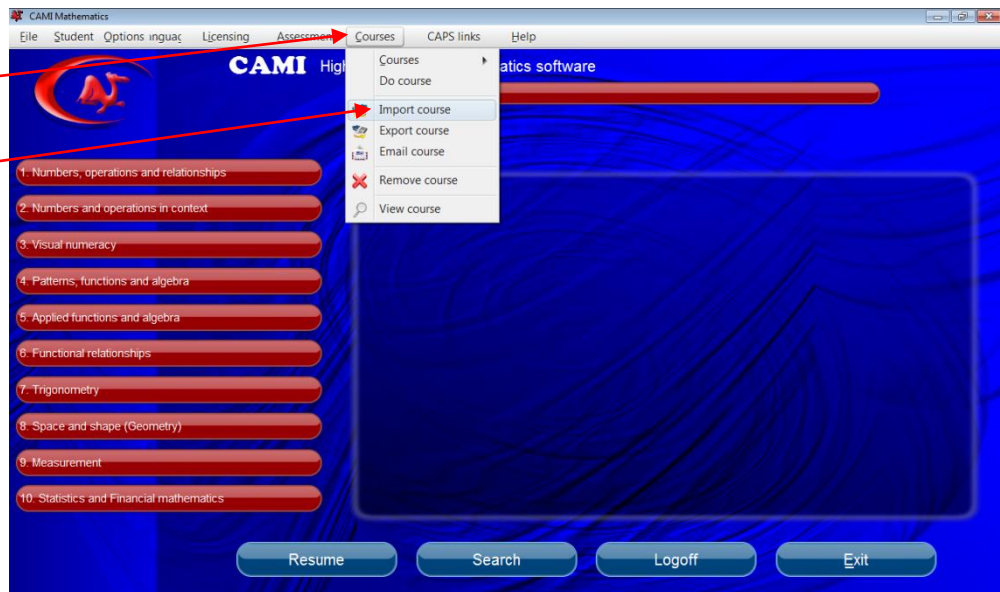 CAMI Mathematics
File Student Options inguag Licensing Assessmen Courses CAPS links Help
CAMI High atics software
Courses
Do course
Import course
Export course
Email course
Remove course
View course
1. Numbers, operations and relationships
2. Numbers and operations in context
3. Visual numeracy
4. Patterns, functions and algebra
5. Applied functions and algebra
6. Functional relationships
7. Trigonometry
8. Space and shape (Geometry)
9. Measurement
10. Statistics and Financial mathematics
Resume Search Logoff Exit